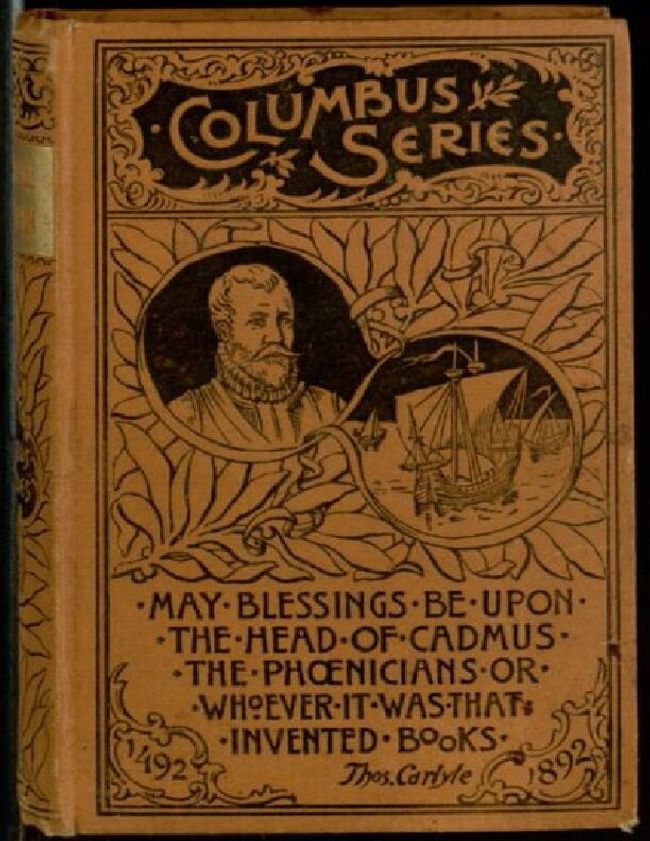 ·COLUMBUS
SERIES·
·MAY·BLESSINGS·BE·UPON·
·THE·HEAD·OF·CADMUS·
·THE·PHŒNICIANS·OR·
·WHOEVER·IT·WAS·THAT·
·INVENTED·BOOKS·
Thos. Carlyle
1492
1892